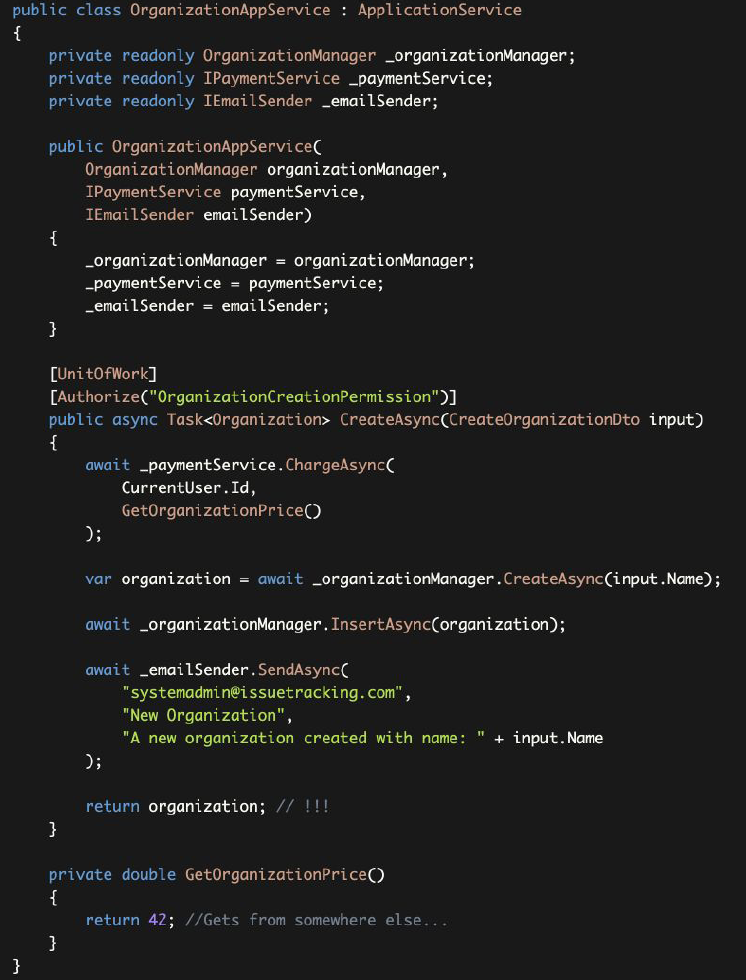 public class OrganizationAppService : ApplicationService
{
    private readonly OrganizationManager _organizationManager;
    private readonly IPaymentService _paymentService;
    private readonly IEmailSender _emailSender;

    public OrganizationAppService(
        OrganizationManager organizationManager,
        IPaymentService paymentService,
        IEmailSender emailSender)
    {
        _organizationManager = organizationManager;
        _paymentService = paymentService;
        _emailSender = emailSender;
    }

    [UnitOfWork]
    [Authorize("OrganizationCreationPermission")]
    public async Task<Organization> CreateAsync(CreateOrganizationDto input)
    {
        await _paymentService.ChargeAsync(
            CurrentUser.Id,
            GetOrganizationPrice()
        );

        var organization = await _organizationManager.CreateAsync(input.Name);

        await _organizationManager.InsertAsync(organization);

        await _emailSender.SendAsync(
            "systemadmin@issuetracking.com",
            "New Organization",
            "A new organization created with name: " + input.Name
        );

        return organization; // !!!
    }

    private double GetOrganizationPrice()
    {
        return 42; //Gets from somewhere else...
    }
}